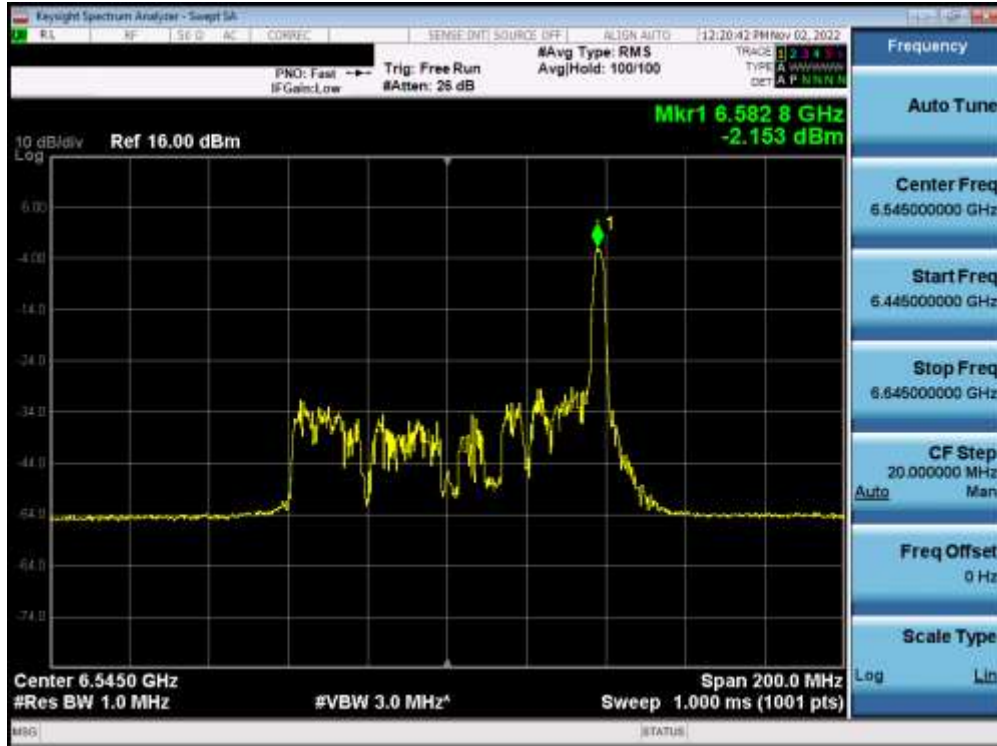 Keysight Spectrum Analyzer - Swept SA
RL RF 50 Ω AC CORREC SENSE:INT SOURCE OFF ALIGN AUTO 12:20:42 PM Nov 02, 2022
Frequency
PNO: Fast
IFGain:Low
Trig: Free Run
#Atten: 26 dB
#Avg Type: RMS
Avg|Hold: 100/100
TRACE 1 2 3 4 5
TYPE A
DET A P N N N N
Auto Tune
Mkr1 6.582 8 GHz
-2.153 dBm
10 dB/div Ref 16.00 dBm
Log
6.00
-4.00
-14.0
-24.0
-34.0
-44.0
-54.0
-64.0
-74.0
1
Center Freq
6.545000000 GHz
Start Freq
6.445000000 GHz
Stop Freq
6.645000000 GHz
CF Step
20.000000 MHz
Auto Man
Freq Offset
0 Hz
Scale Type
Log Lin
Center 6.5450 GHz Span 200.0 MHz
#Res BW 1.0 MHz #VBW 3.0 MHz* Sweep 1.000 ms (1001 pts)
MSG STATUS